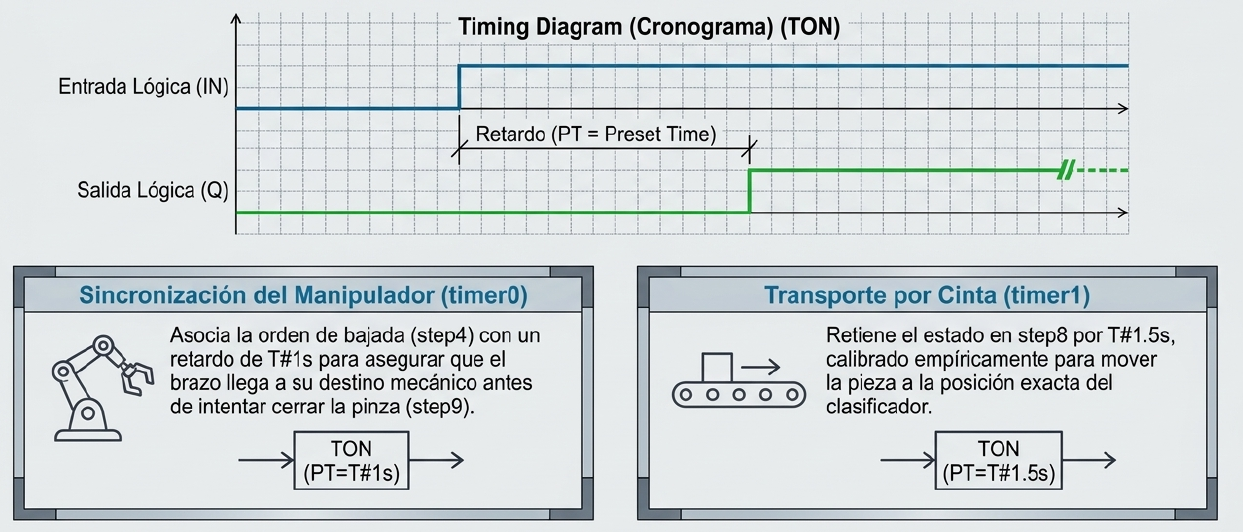 Timing Diagram (Cronograma) (TON)
Entrada Lógica (IN)
Retardo (PT = Preset Time)
Salida Lógica (Q)
Sincronización del Manipulador (timer0)
Asocia la orden de bajada (step4) con un
retardo de T#1s para asegurar que el
brazo llega a su destino mecánico antes
de intentar cerrar la pinza (step9).
TON
(PT=T#1s)
Transporte por Cinta (timer1)
Retiene el estado en step8 por T#1.5s,
calibrado empíricamente para mover
la pieza a la posición exacta del
clasificador.
TON
(PT=T#1.5s)